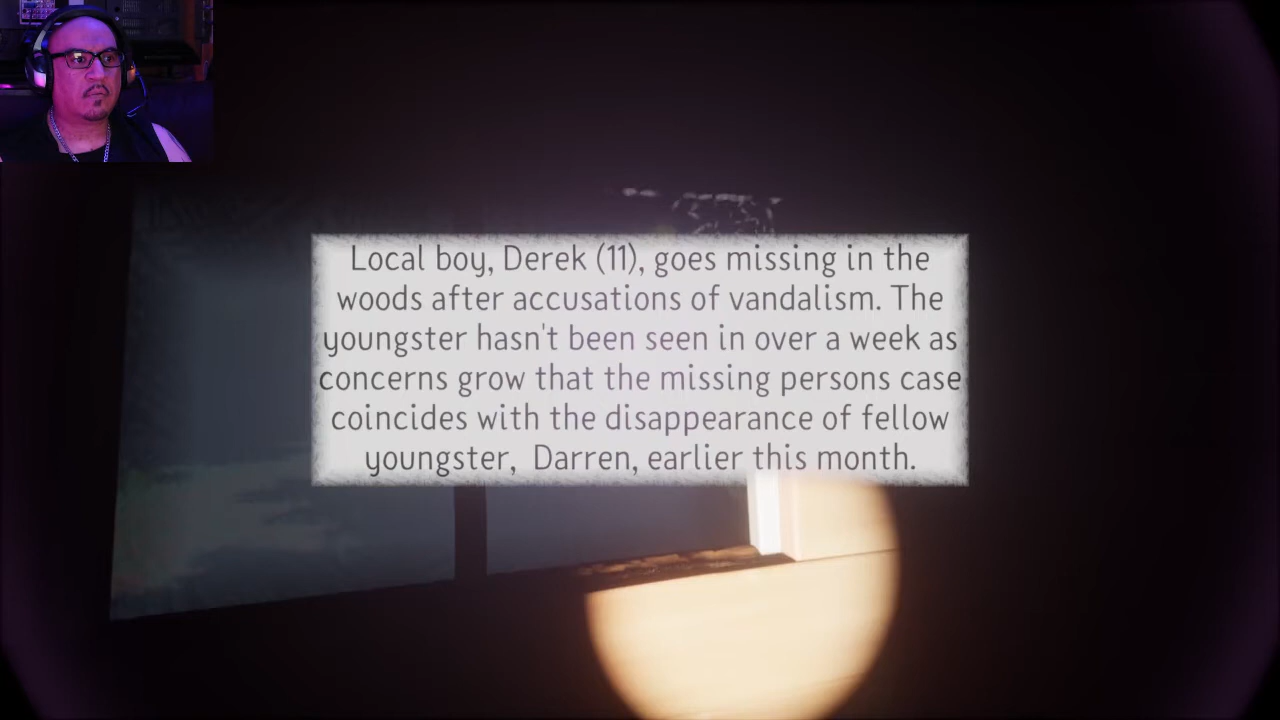 Local boy, Derek (11), goes missing in the
woods after accusations of vandalism. The
youngster hasn't been seen in over a week as
concerns grow that the missing persons case
coincides with the disappearance of fellow
youngster, Darren, earlier this month.